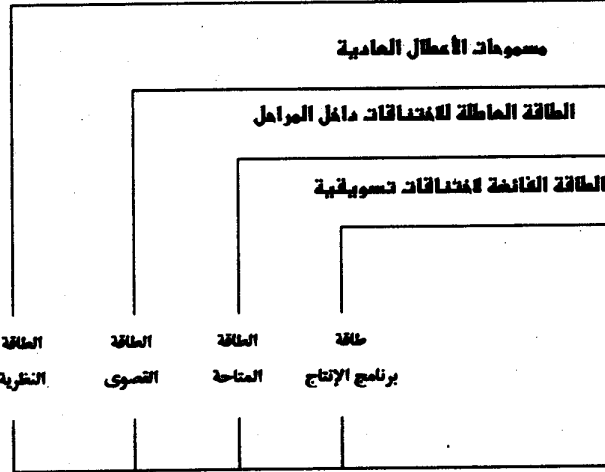 مسموحات الأعطال العادية
الطاقة العاطلة للاختناقات داخل المراحل
الطاقة الفائضة لاختناقات تسويقية
طاقة
برنامج الإنتاج
الطاقة
المتاحة
الطاقة
القصوى
الطاقة
النظرية